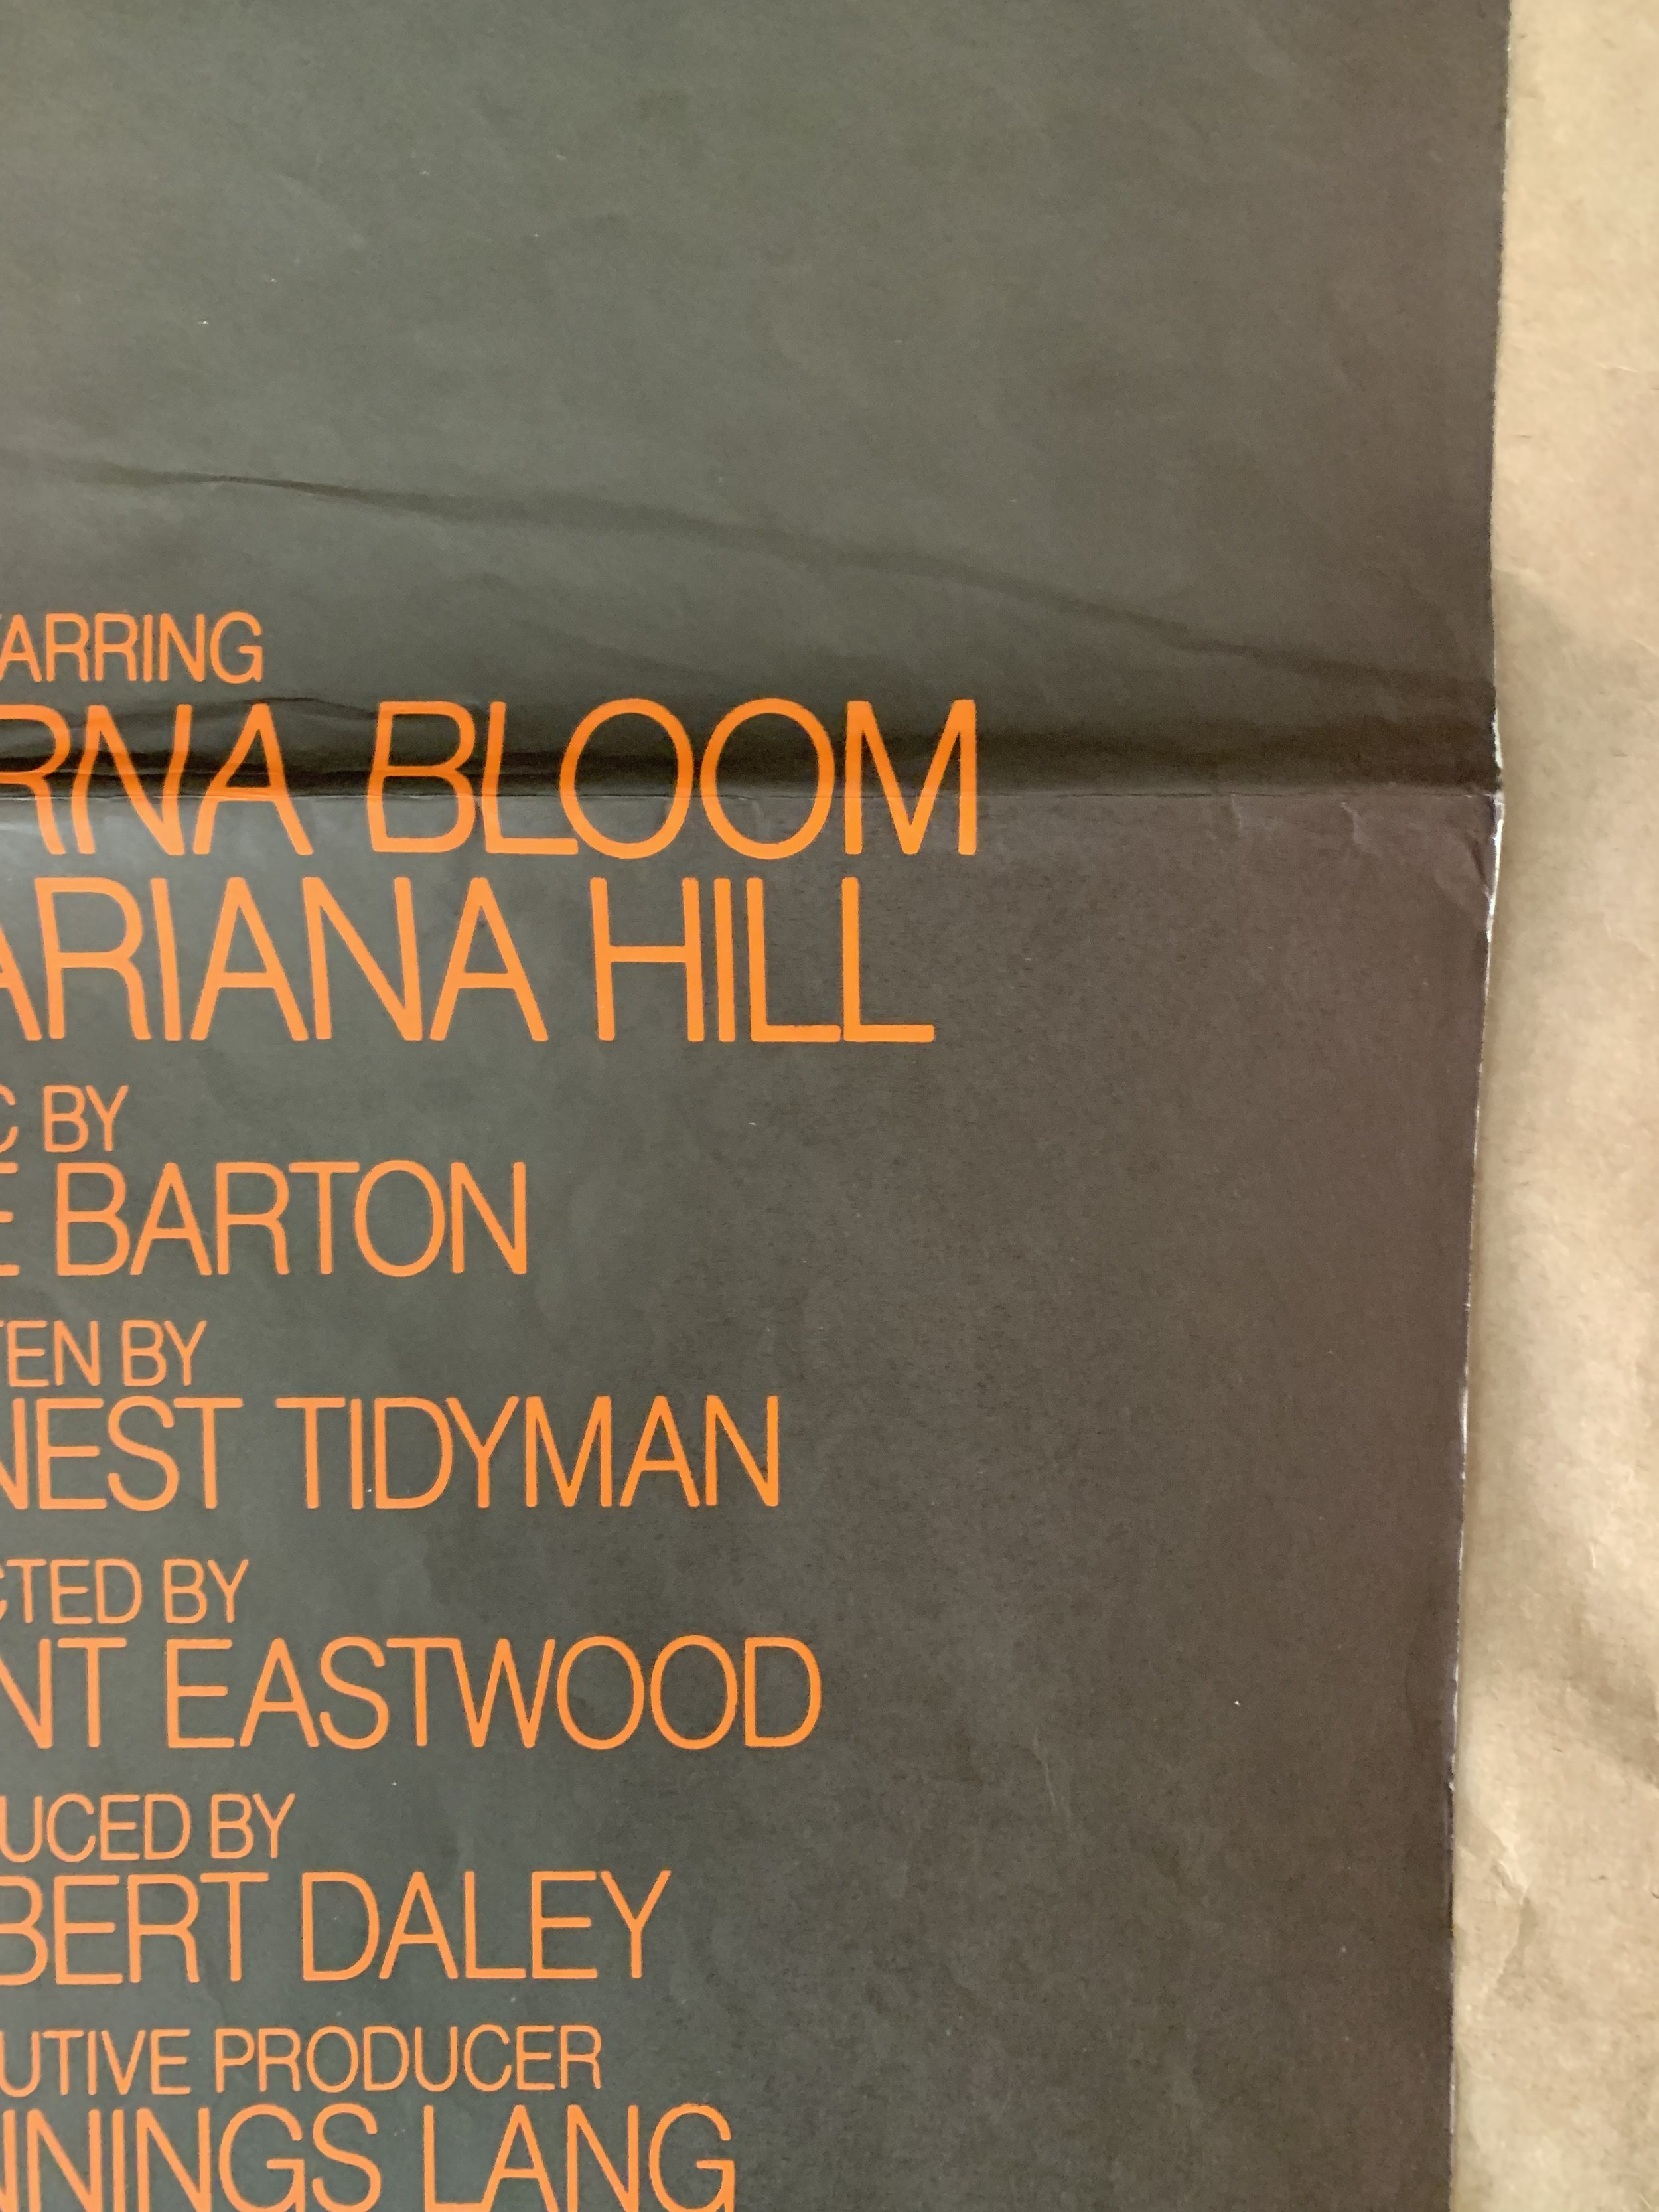 TARRING
RNA BLOOM
ARIANA HILL
C BY
E BARTON
TEN BY
NEST TIDYMAN
CTED BY
NT EASTWOOD
UCED BY
BERT DALEY
UTIVE PRODUCER
NNINGS LANG